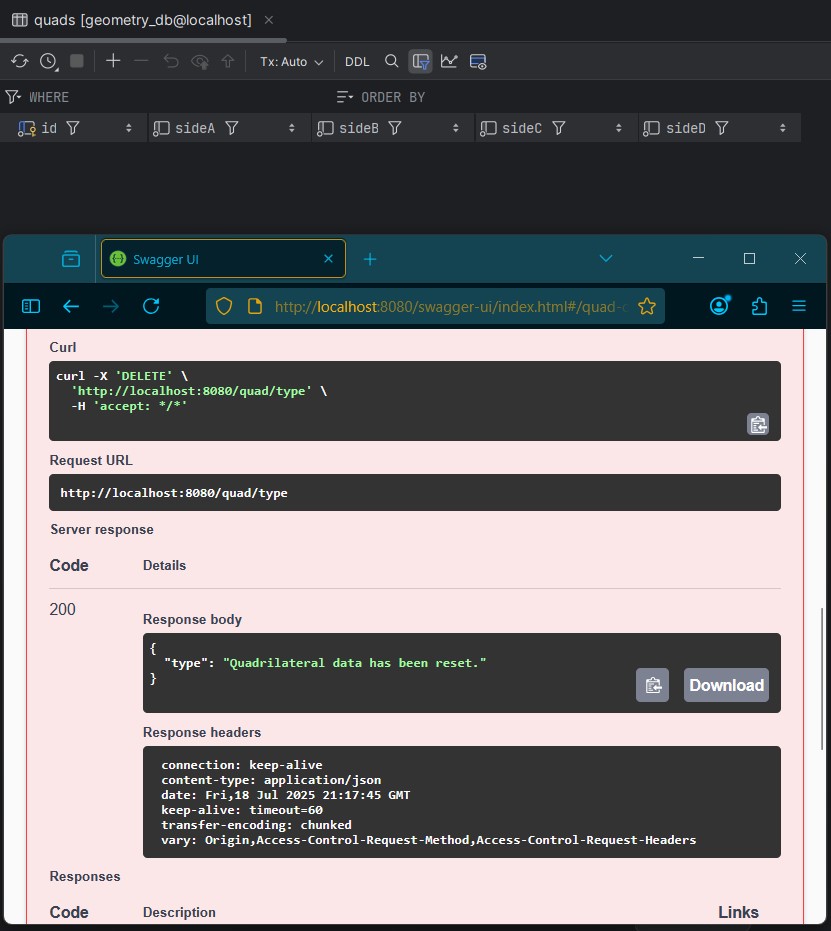 quads [geometry_db@localhost]
Tx: Auto DDL
WHERE ORDER BY
id sideA sideB sideC sideD
Swagger UI
http://localhost:8080/swagger-ui/index.html#/quad-
Curl
curl -X 'DELETE' \
'http://localhost:8080/quad/type' \
-H 'accept: */*'
Request URL
http://localhost:8080/quad/type
Server response
Code Details
200
Response body
{
"type": "Quadrilateral data has been reset."
}
Download
Response headers
connection: keep-alive
content-type: application/json
date: Fri,18 Jul 2025 21:17:45 GMT
keep-alive: timeout=60
transfer-encoding: chunked
vary: Origin,Access-Control-Request-Method,Access-Control-Request-Headers
Responses
Code Description Links